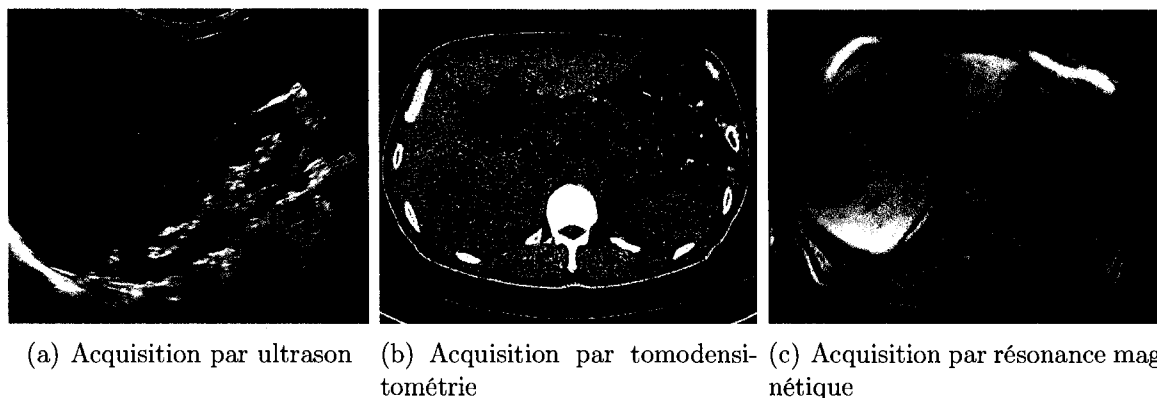 (a) Acquisition par ultrason
(b) Acquisition par tomodensi-
tométrie
(c) Acquisition par résonance mag
nétique